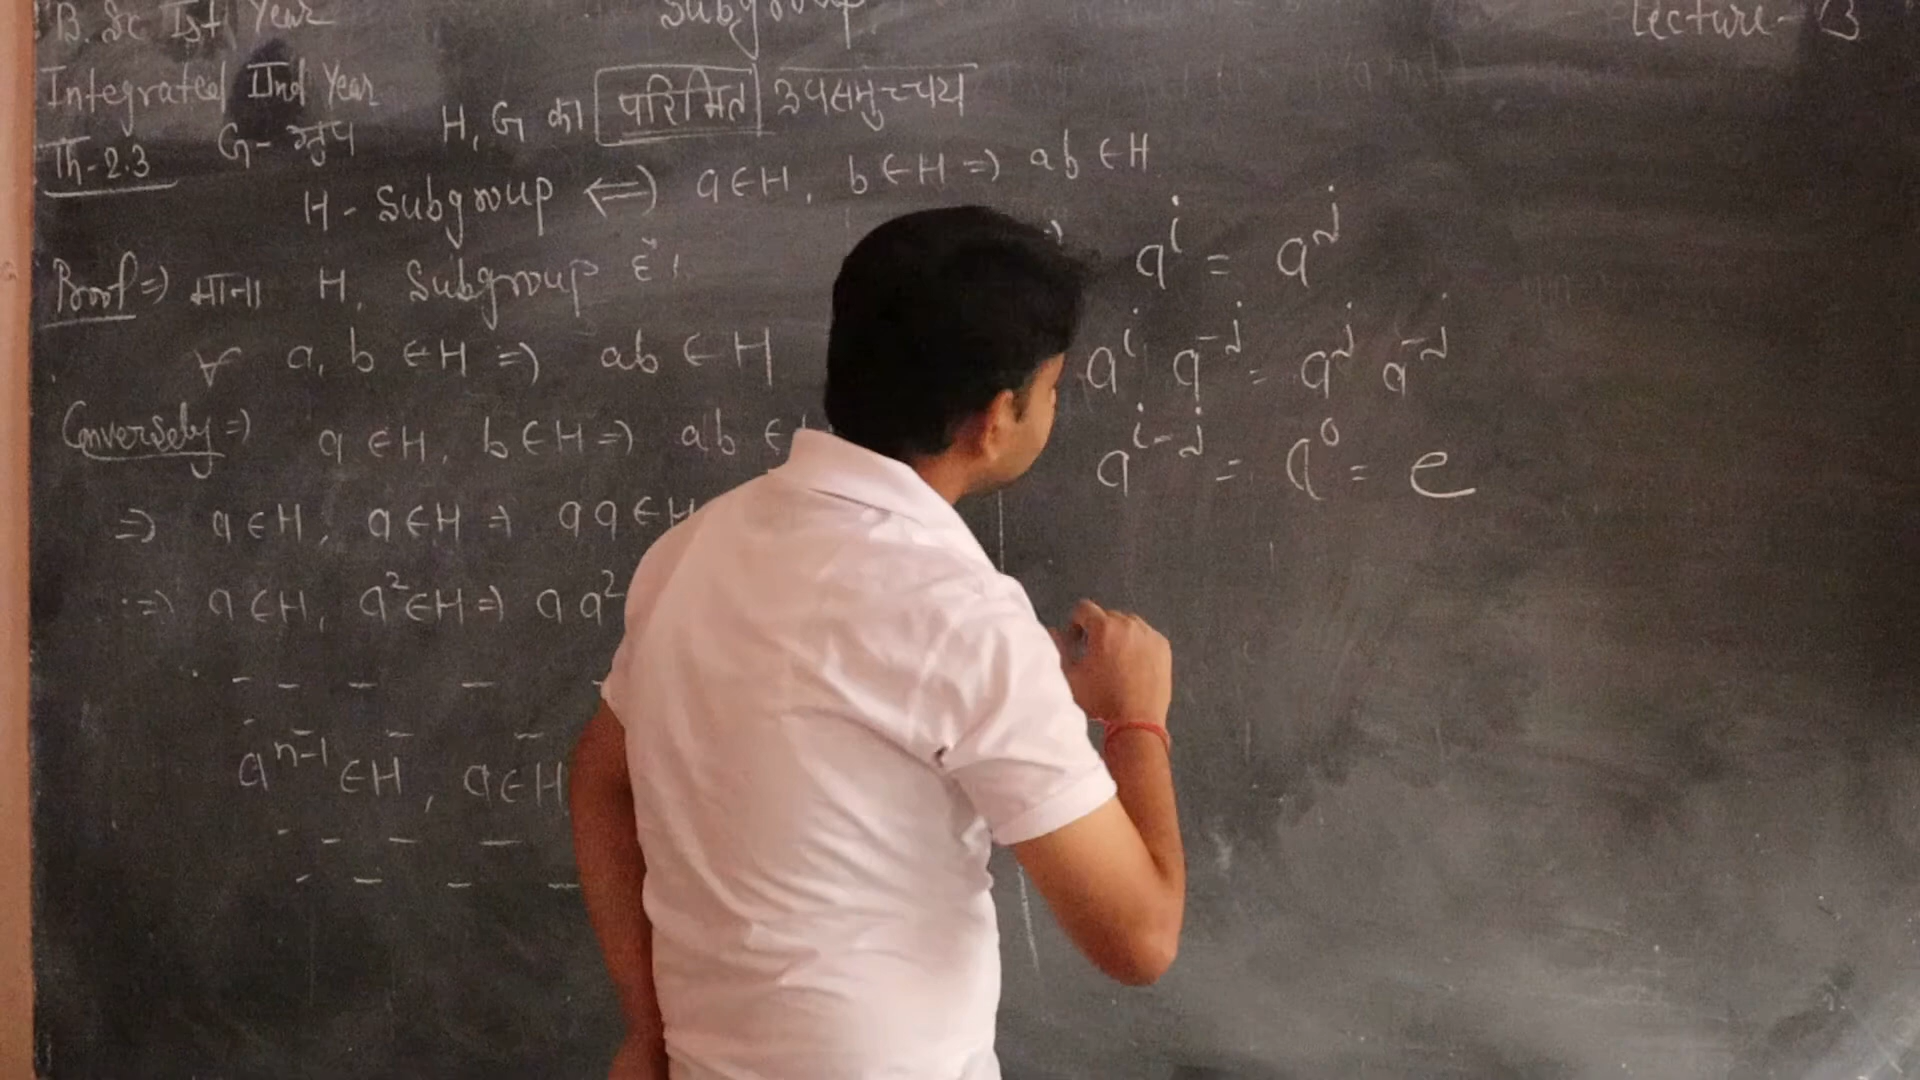 B. Sc Ist Year
Subgroup
Lecture-
Integrated IInd Year
Th-2.3 G- ग्रुप H, G का परिमित उपसमुच्चय
H - Subgroup ⟺ a∈H, b∈H ⇒ ab∈H
Proof ⇒ माना H, Subgroup है।
∀ a, b ∈H ⇒ ab ∈ H
Conversely ⇒ a∈H, b∈H ⇒ ab ∈
⇒ a∈H, a∈H ⇒ aa∈H
∴⇒ a∈H, a²∈H ⇒ aa²
- - - -
- - -
aⁿ⁻¹∈H, a∈H
- - - -
- - - -
aⁱ = aʲ
aⁱ a⁻ʲ = aʲ a⁻ʲ
aⁱ⁻ʲ = a⁰ = e